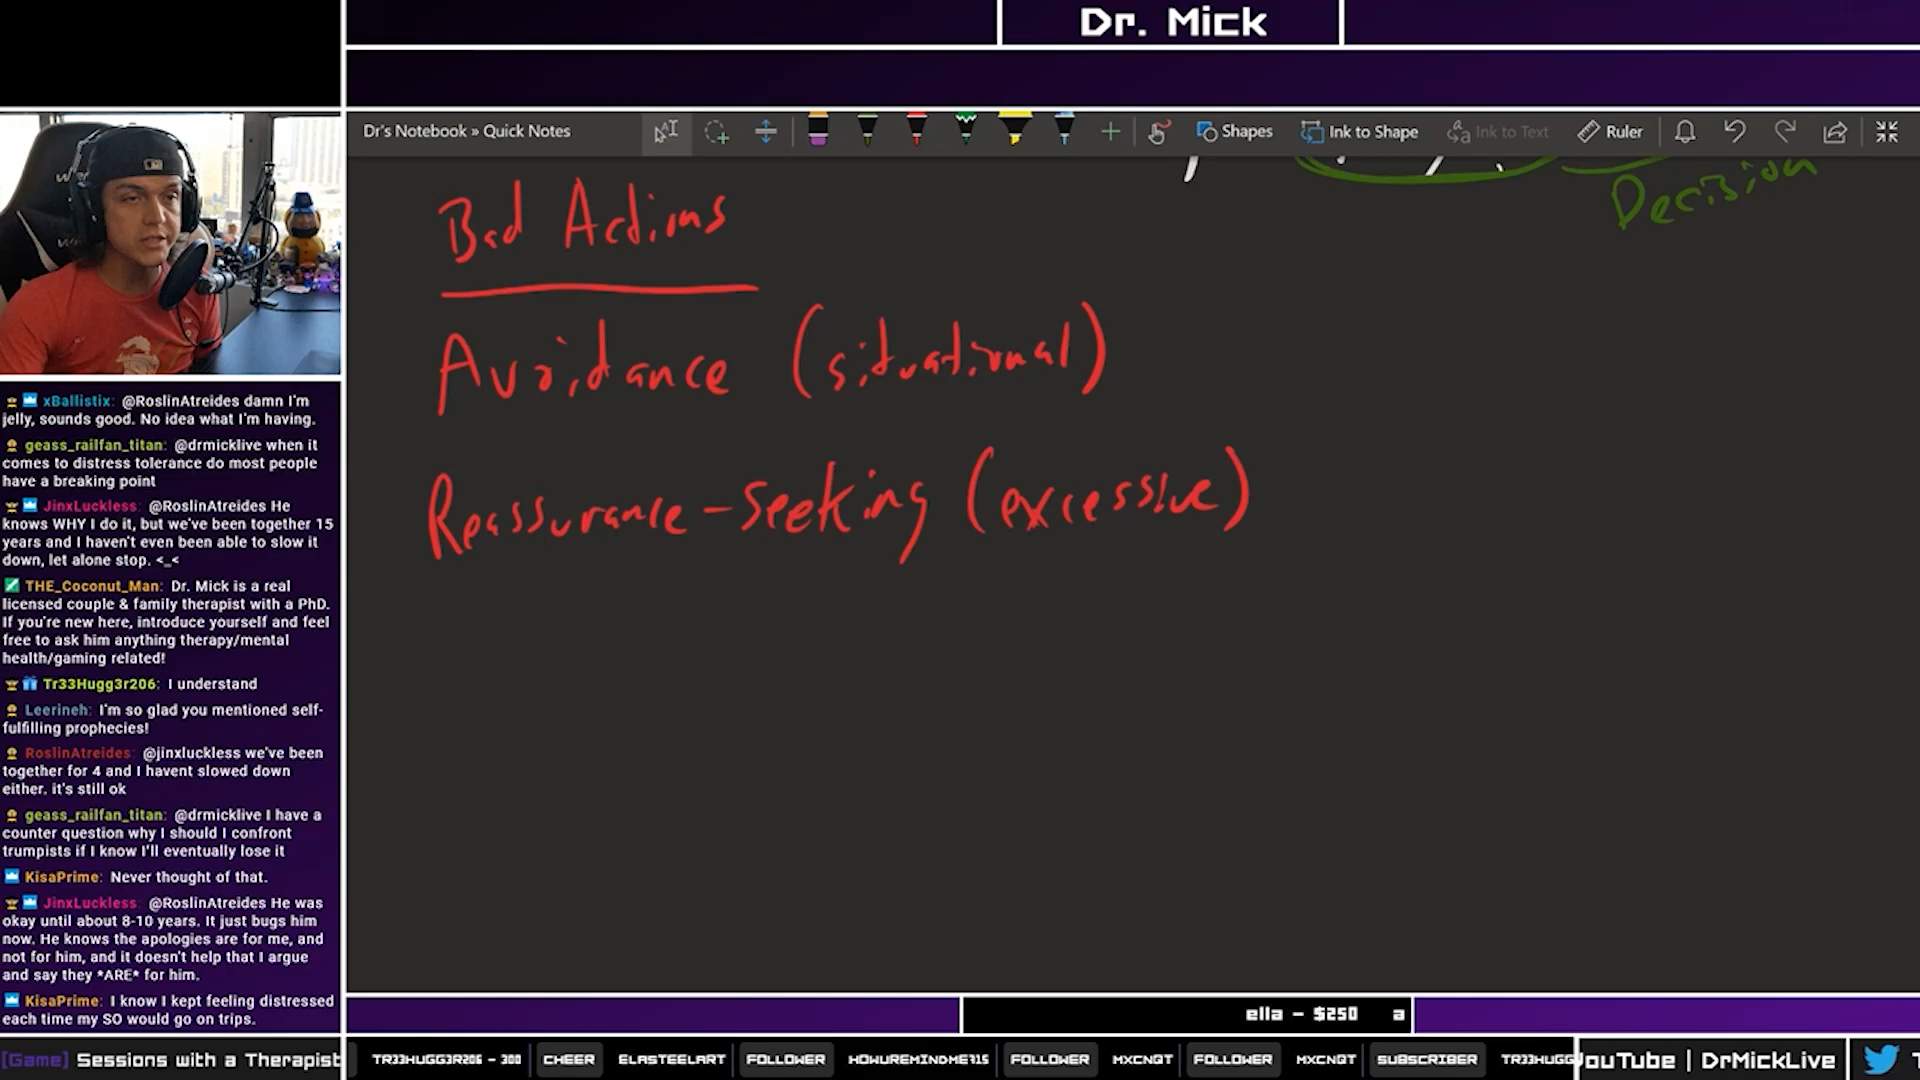 Dr. Mick
Dr's Notebook » Quick Notes
Shapes
Ink to Shape
Ink to Text
Ruler
Decision
Bad Actions
Avoidance (situational)
Reassurance-Seeking (excessive)
xBallistix: @RoslinAtreides damn I'm
jelly, sounds good. No idea what I'm having.
geass_railfan_titan: @drmicklive when it
comes to distress tolerance do most people
have a breaking point
JinxLuckless: @RoslinAtreides He
knows WHY I do it, but we've been together 15
years and I haven't even been able to slow it
down, let alone stop. <_<
THE_Coconut_Man: Dr. Mick is a real
licensed couple & family therapist with a PhD.
If you're new here, introduce yourself and feel
free to ask him anything therapy/mental
health/gaming related!
Tr33Hugg3r206: I understand
Leerineh: I'm so glad you mentioned self-
fulfilling prophecies!
RoslinAtreides: @jinxluckless we've been
together for 4 and I havent slowed down
either. it's still ok
geass_railfan_titan: @drmicklive I have a
counter question why I should I confront
trumpists if I know I'll eventually lose it
KisaPrime: Never thought of that.
JinxLuckless: @RoslinAtreides He was
okay until about 8-10 years. It just bugs him
now. He knows the apologies are for me, and
not for him, and it doesn't help that I argue
and say they *ARE* for him.
KisaPrime: I know I kept feeling distressed
each time my SO would go on trips.
ella - $250 a
[Game] Sessions with a Therapist
TR33HUGG3R206 - 300
CHEER
ELASTEELART
FOLLOWER
HOWUREMINDME715
FOLLOWER
MXCNQT
FOLLOWER
MXCNQT
SUBSCRIBER
TR33HUGG
YouTube | DrMickLive